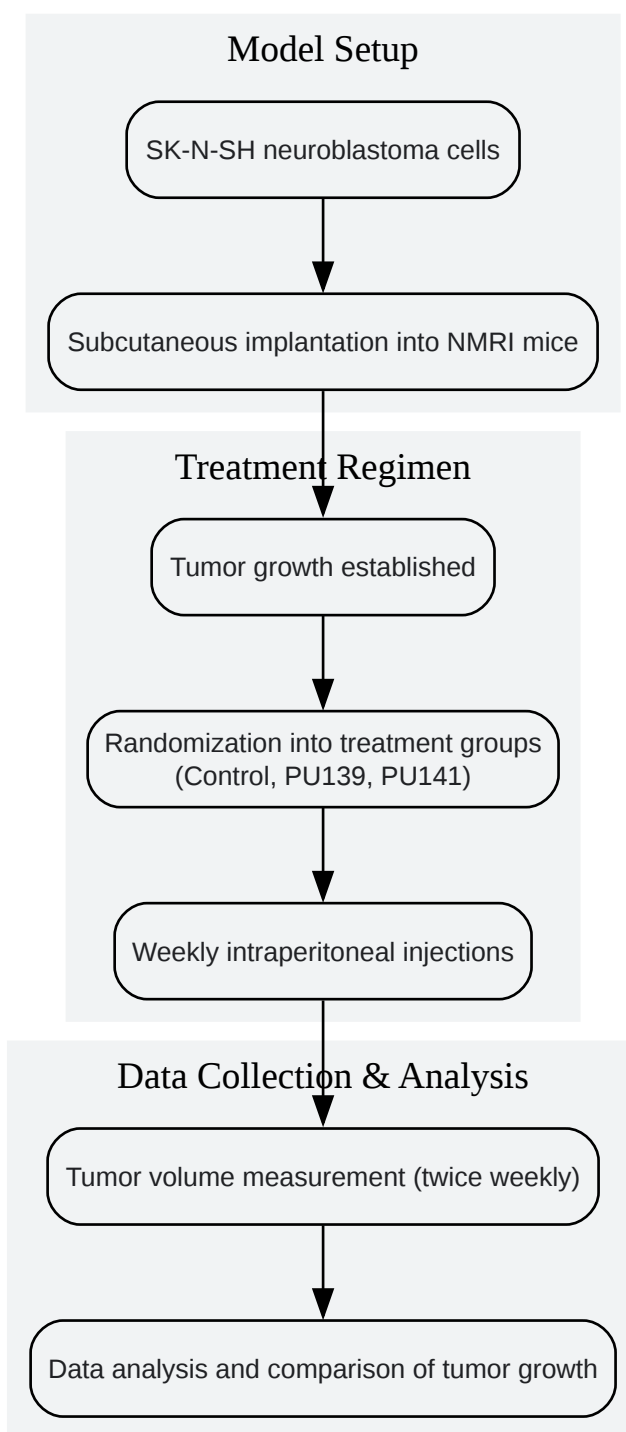 Model Setup
SK-N-SH neuroblastoma cells
Subcutaneous implantation into NMRI mice
Treatment Regimen
Tumor growth established
Randomization into treatment groups
(Control, PU139, PU141)
Weekly intraperitoneal injections
Data Collection & Analysis
Tumor volume measurement (twice weekly)
Data analysis and comparison of tumor growth